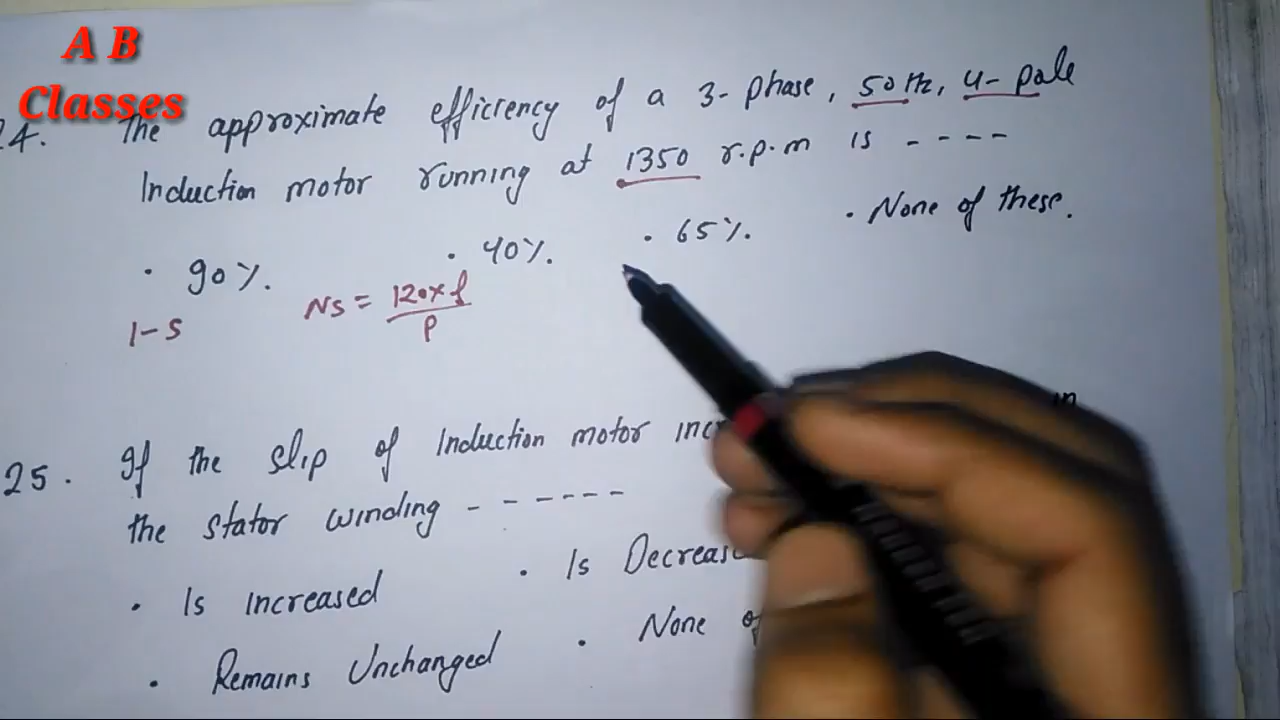 A B
Classes
24. The approximate efficiency of a 3-phase, 50Hz, 4-pole
Induction motor running at 1350 r.p.m is ----
• 90%. • 40%. • 65%. • None of these.
1-S Ns = 120×f
P
25. If the slip of Induction motor in
the stator winding ------
• Is increased • Is
• Remains Unchanged • None